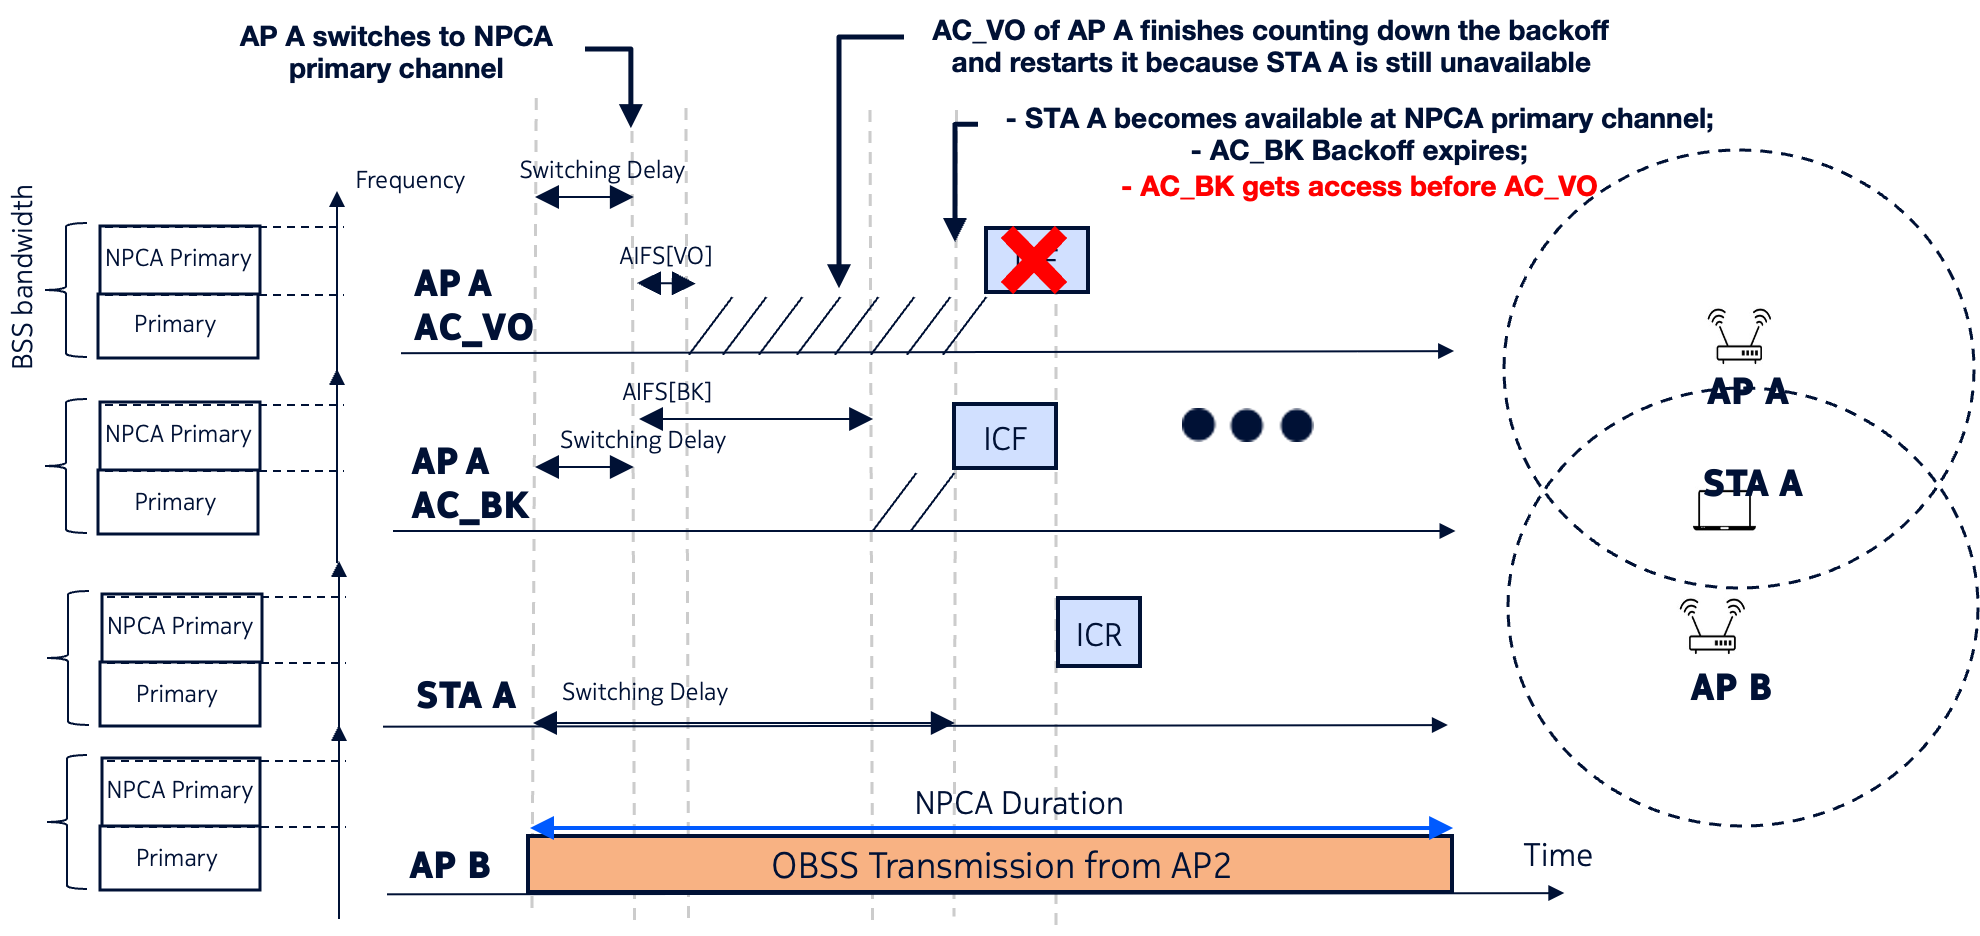 AP A switches to NPCA
primary channel
AC_VO of AP A finishes counting down the backoff
and restarts it because STA A is still unavailable
- STA A becomes available at NPCA primary channel;
- AC_BK Backoff expires;
- AC_BK gets access before AC_VO
Switching Delay
Frequency
BSS bandwidth
NPCA Primary
Primary
AIFS[VO]
AP A
AC_VO
AIFS[BK]
NPCA Primary
Primary
Switching Delay
AP A
AC_BK
ICF
AP A
STA A
NPCA Primary
Primary
ICR
STA A
Switching Delay
AP B
NPCA Primary
Primary
NPCA Duration
AP B
OBSS Transmission from AP2
Time